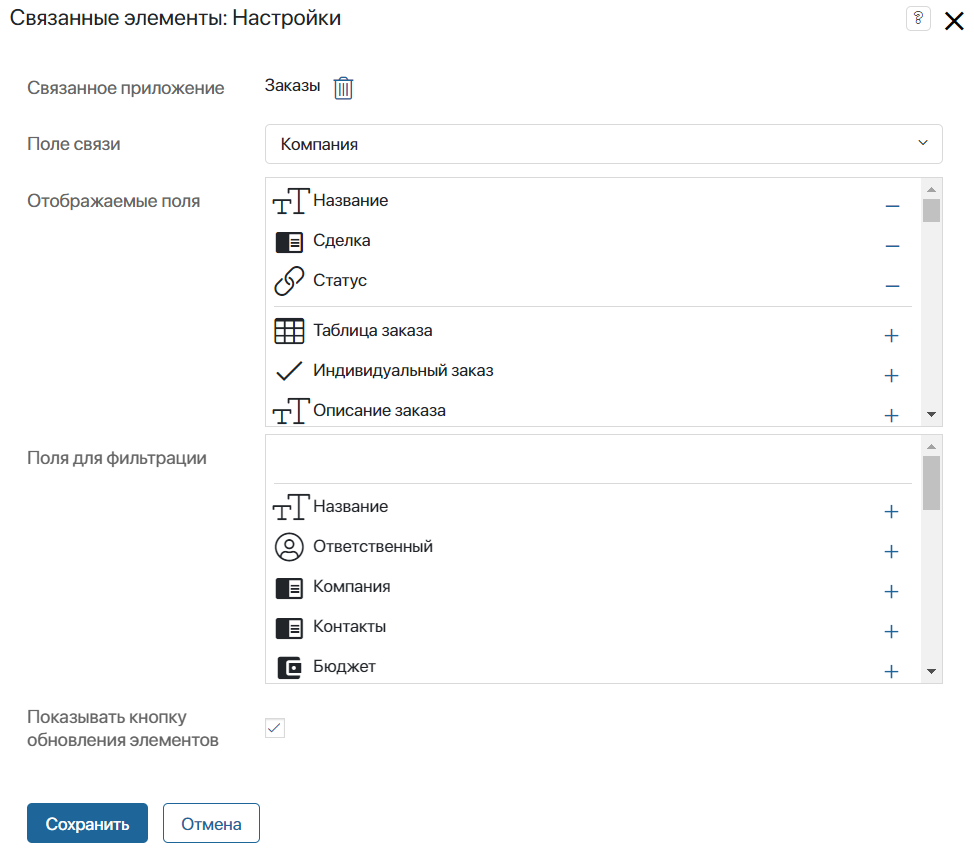 Связанные элементы: Настройки
?
Связанное приложение
Заказы
Поле связи
Компания
Отображаемые поля
Название
Сделка
Статус
Таблица заказа
Индивидуальный заказ
Описание заказа
Поля для фильтрации
Название
Ответственный
Компания
Контакты
Бюджет
Показывать кнопку
обновления элементов
Сохранить
Отмена